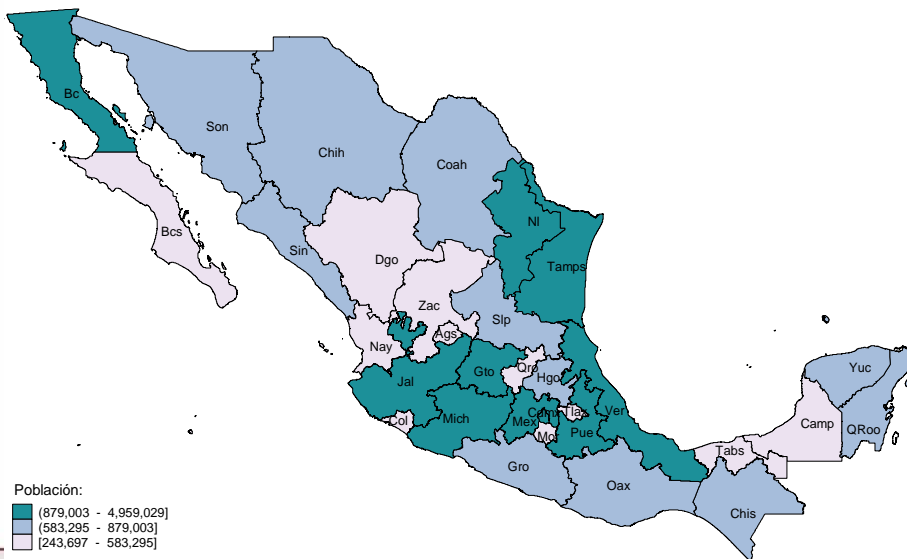 Bc
Son
Chih
Coah
Bcs
Nl
Sin
Dgo
Tamps
Zac
Slp
Nay
Ags
Qro
Gto
Hgo
Jal
Yuc
Col
Mich
Mex
Cdmx
Tlax
Ver
Camp
QRoo
Mor
Pue
Tabs
Gro
Oax
Chis
Población:
(879,003 - 4,959,029]
(583,295 - 879,003]
[243,697 - 583,295]